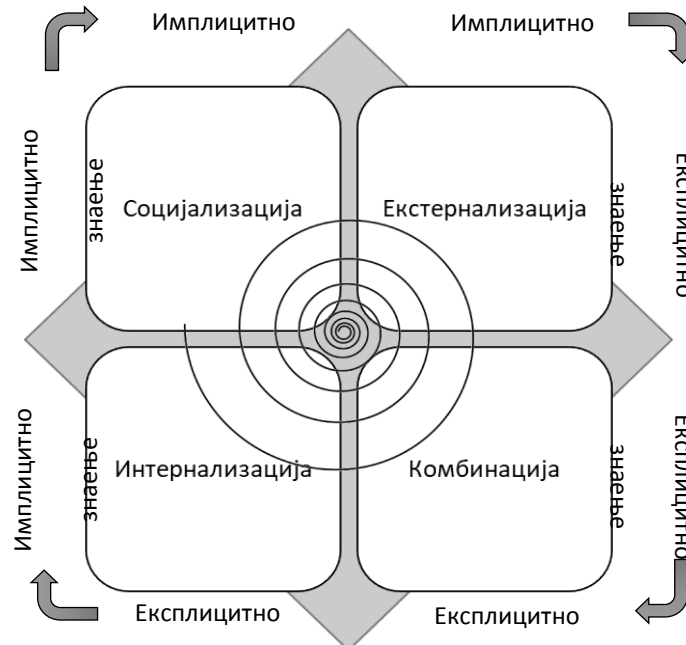 Имплицитно
Имплицитно
Имплицитно
знаење
Социјализација
Екстернализација
знаење
Експлицитно
Имплицитно
знаење
Интернализација
Комбинација
знаење
Експлицитно
Експлицитно
Експлицитно